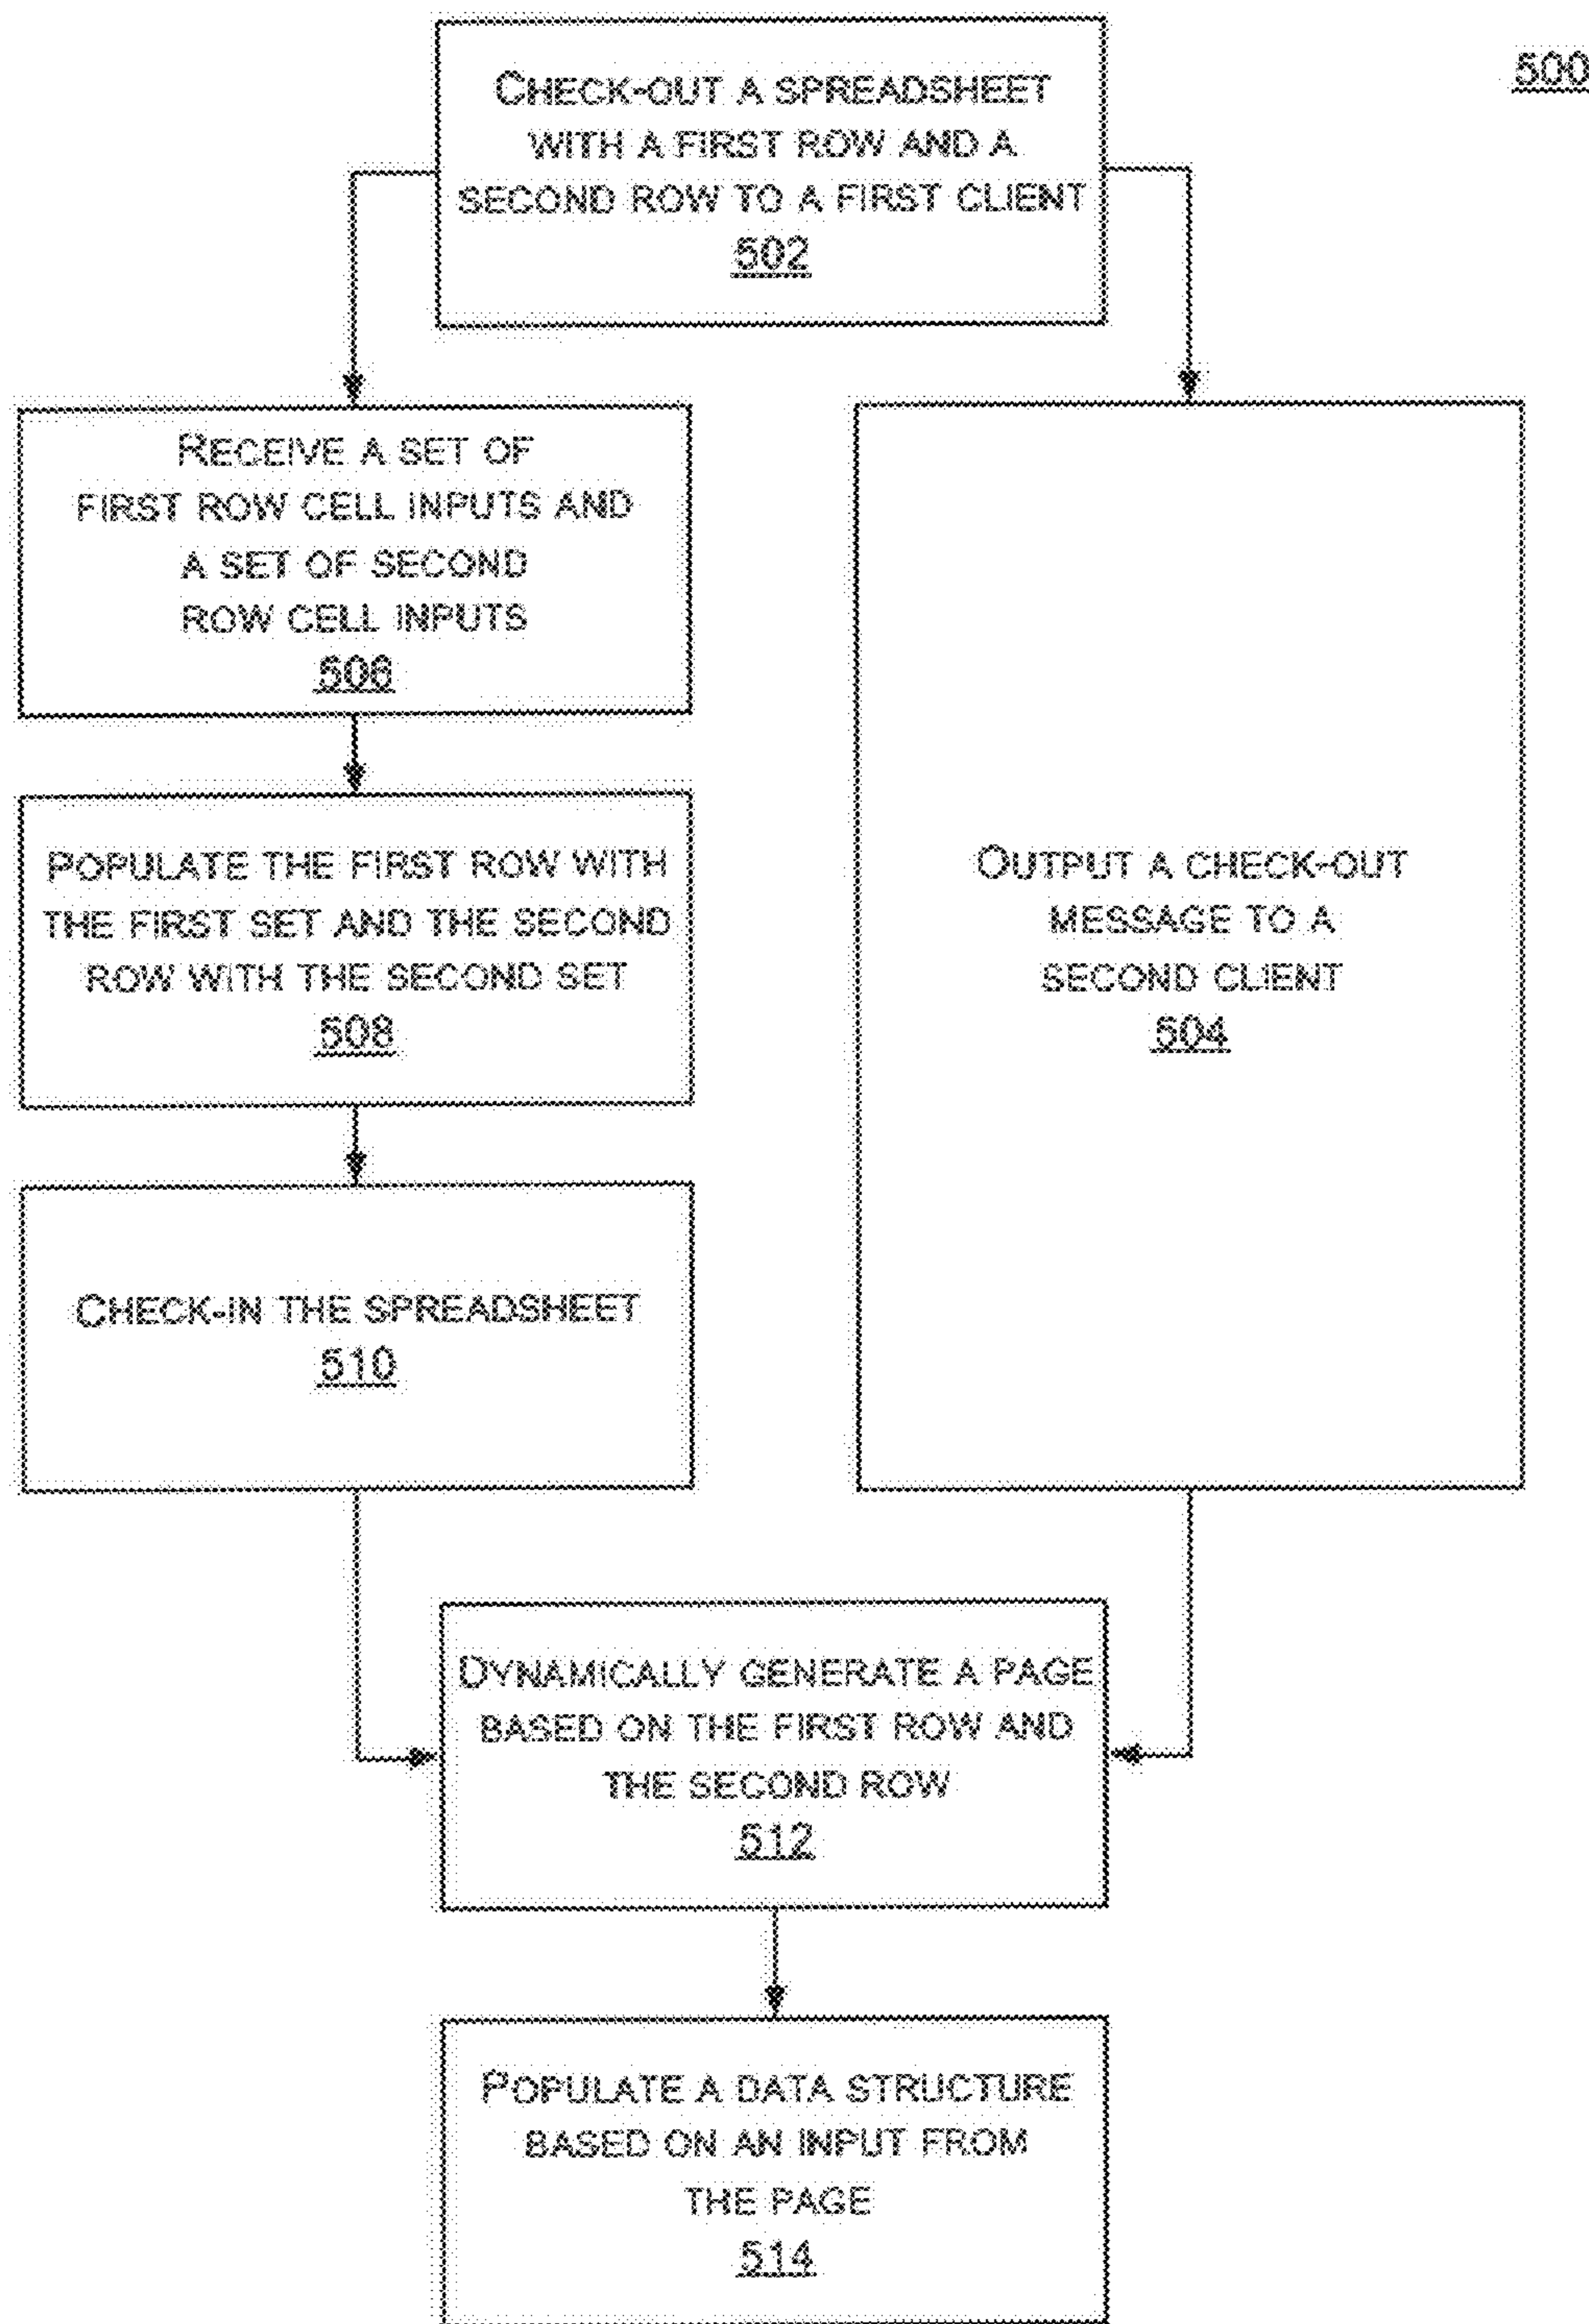 500
CHECK-OUT A SPREADSHEET
WITH A FIRST ROW AND A
SECOND ROW TO A FIRST CLIENT
502
RECEIVE A SET OF
FIRST ROW CELL INPUTS AND
A SET OF SECOND
ROW CELL INPUTS
506
POPULATE THE FIRST ROW WITH
THE FIRST SET AND THE SECOND
ROW WITH THE SECOND SET
508
CHECK-IN THE SPREADSHEET
510
OUTPUT A CHECK-OUT
MESSAGE TO A
SECOND CLIENT
504
DYNAMICALLY GENERATE A PAGE
BASED ON THE FIRST ROW AND
THE SECOND ROW
512
POPULATE A DATA STRUCTURE
BASED ON AN INPUT FROM
THE PAGE
514